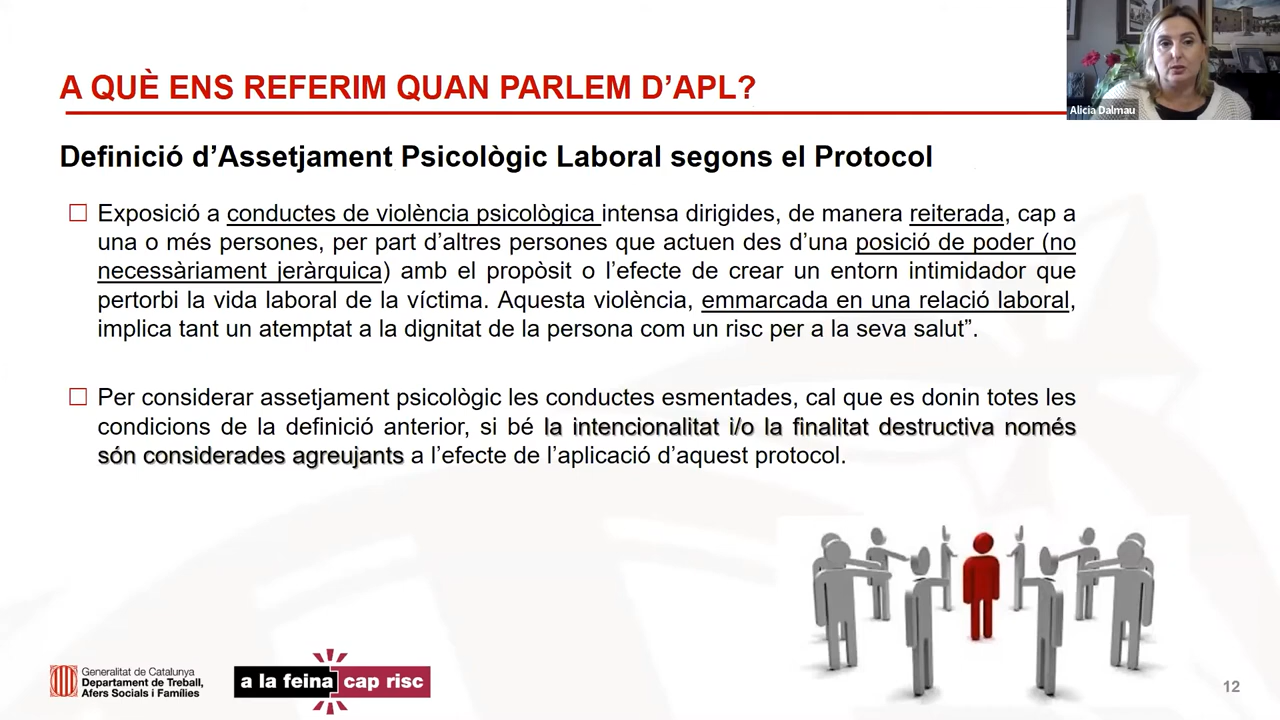 A QUÈ ENS REFERIM QUAN PARLEM D’APL?
Alicia Dalmau
Definició d’Assetjament Psicològic Laboral segons el Protocol
Exposició a conductes de violència psicològica intensa dirigides, de manera reiterada, cap a
una o més persones, per part d’altres persones que actuen des d’una posició de poder (no
necessàriament jeràrquica) amb el propòsit o l’efecte de crear un entorn intimidador que
pertorbi la vida laboral de la víctima. Aquesta violència, emmarcada en una relació laboral,
implica tant un atemptat a la dignitat de la persona com un risc per a la seva salut”.
Per considerar assetjament psicològic les conductes esmentades, cal que es donin totes les
condicions de la definició anterior, si bé la intencionalitat i/o la finalitat destructiva només
són considerades agreujants a l’efecte de l’aplicació d’aquest protocol.
Generalitat de Catalunya
Departament de Treball,
Afers Socials i Famílies
a la feina cap risc
12